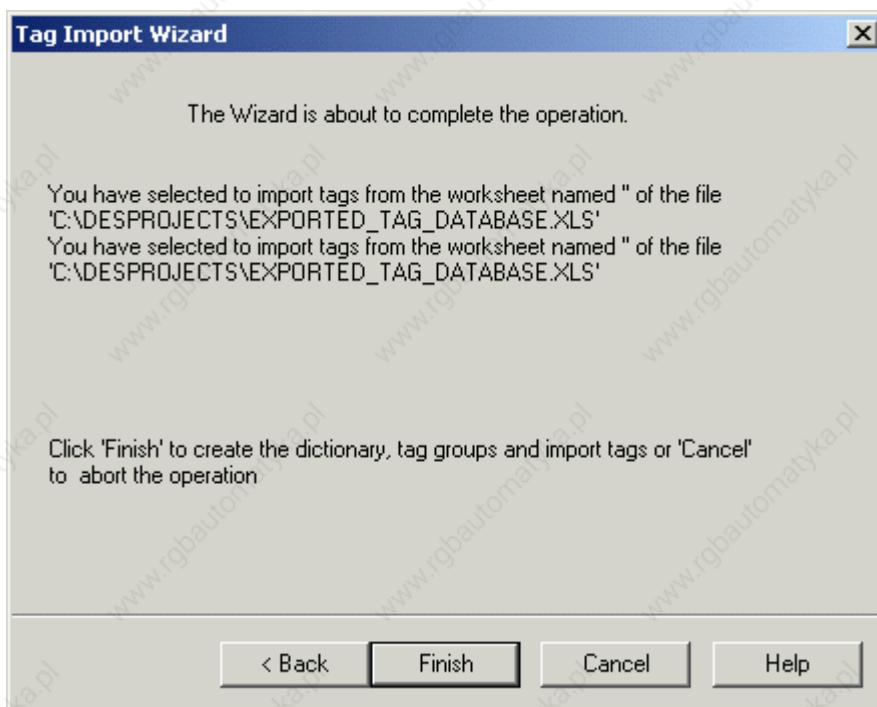 Tag Import Wizard
The Wizard is about to complete the operation.
You have selected to import tags from the worksheet named '' of the file
'C:\DESPROJECTS\EXPORTED_TAG_DATABASE.XLS'
You have selected to import tags from the worksheet named '' of the file
'C:\DESPROJECTS\EXPORTED_TAG_DATABASE.XLS'
Click 'Finish' to create the dictionary, tag groups and import tags or 'Cancel'
to  abort the operation
< Back
Finish
Cancel
Help
www.rgbautomatyka.pl